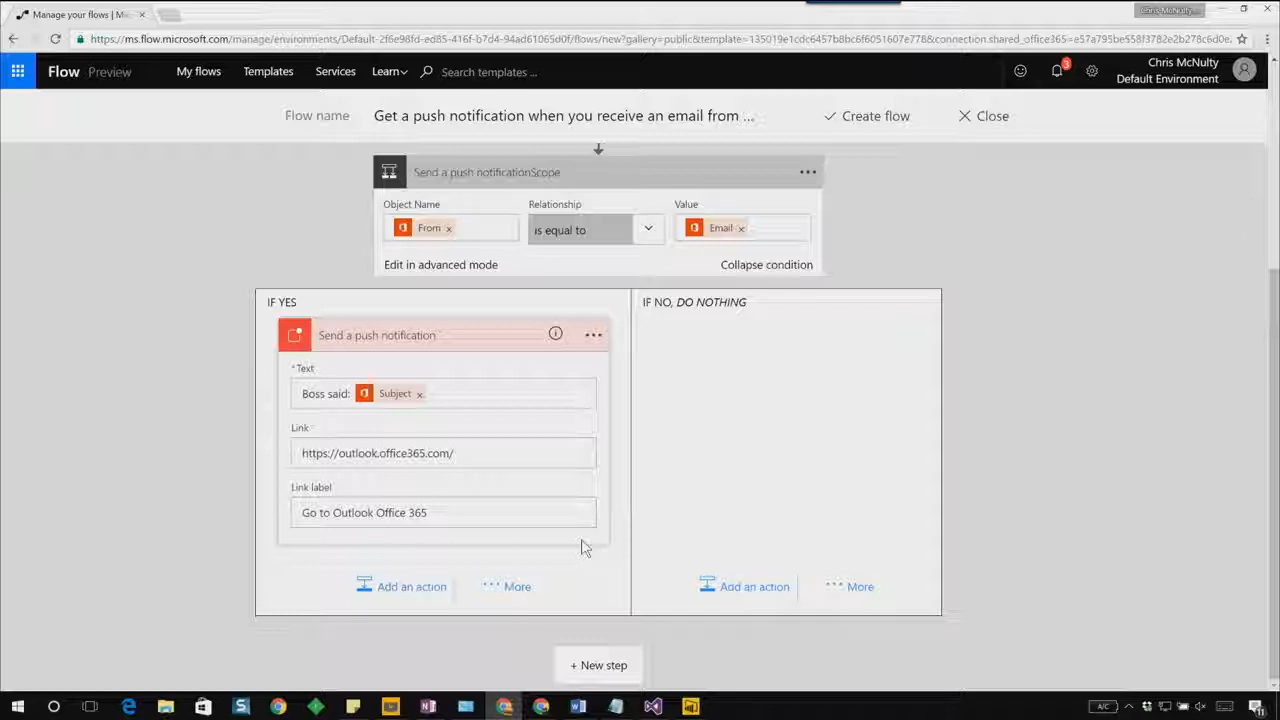 Manage your flows | Mic
Chris McNulty
https://ms.flow.microsoft.com/manage/environments/Default-2f6e98fd-ed85-416f-b7d4-94ad61065d0f/flows/new?gallery=public&template=135019e1cdc6457b8bc6f6051607e778&connection.shared_office365=e57a795be558f3782e2b278c6d0e
Flow Preview My flows Templates Services Learn Search templates ... 3 Chris McNulty
Default Environment
Flow name Get a push notification when you receive an email from ... Create flow Close
Send a push notificationScope
Object Name Relationship Value
From x is equal to Email x
Edit in advanced mode Collapse condition
IF YES IF NO, DO NOTHING
Send a push notification
* Text
Boss said: Subject x
Link
https://outlook.office365.com/
Link label
Go to Outlook Office 365
Add an action More Add an action More
+ New step
A/C 11